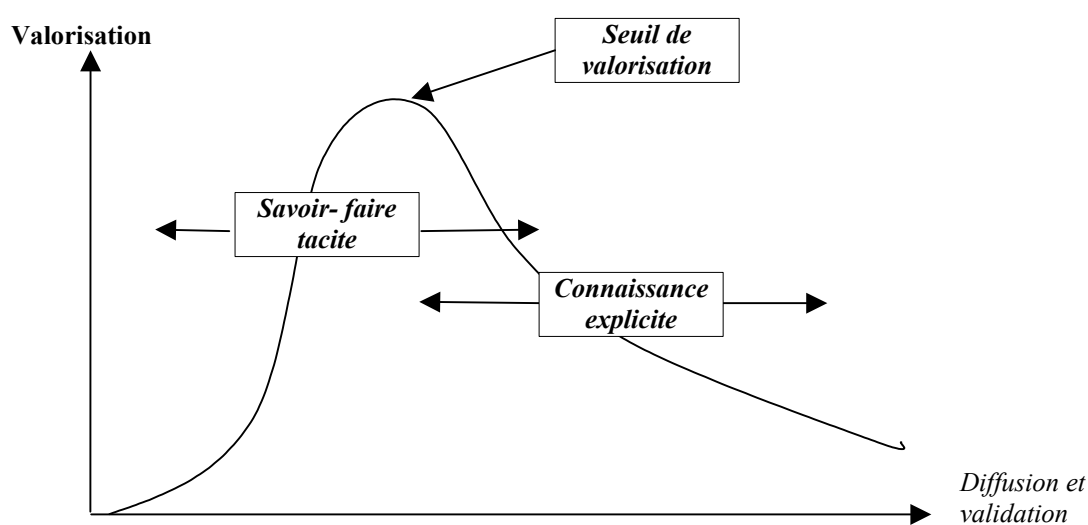 Valorisation
Seuil de
valorisation
Savoir- faire
tacite
Connaissance
explicite
Diffusion et
validation